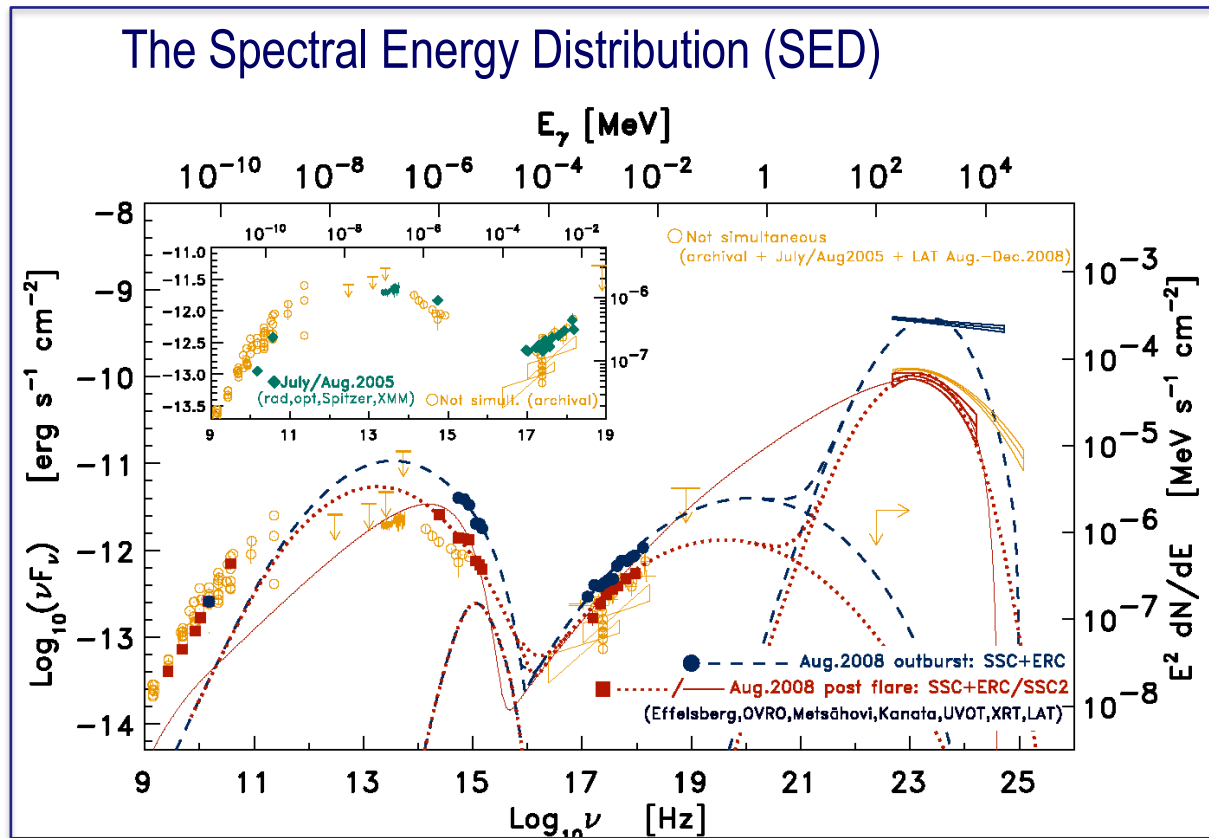 The Spectral Energy Distribution (SED)
E_γ [MeV]
10⁻¹⁰ 10⁻⁸ 10⁻⁶ 10⁻⁴ 10⁻² 1 10² 10⁴
Log₁₀(νF_ν) [erg s⁻¹ cm⁻²]
-8
-9
-10
-11
-12
-13
-14
10⁻¹⁰ 10⁻⁸ 10⁻⁶ 10⁻⁴ 10⁻²
-11.0
-11.5
-12.0
-12.5
-13.0
-13.5
10⁻⁶
10⁻⁷
July/Aug.2005
(rad,opt,Spitzer,XMM)
Not simult. (archival)
9 11 13 15 17 19
Not simultaneous
(archival + July/Aug2005 + LAT Aug.-Dec.2008)
10⁻³
10⁻⁴
10⁻⁵
10⁻⁶
10⁻⁷
10⁻⁸
E² dN/dE [MeV s⁻¹ cm⁻²]
Aug.2008 outburst: SSC+ERC
Aug.2008 post flare: SSC+ERC/SSC2
(Effelsberg,OVRO,Metsähovi,Kanata,UVOT,XRT,LAT)
9 11 13 15 17 19 21 23 25
Log₁₀ν [Hz]